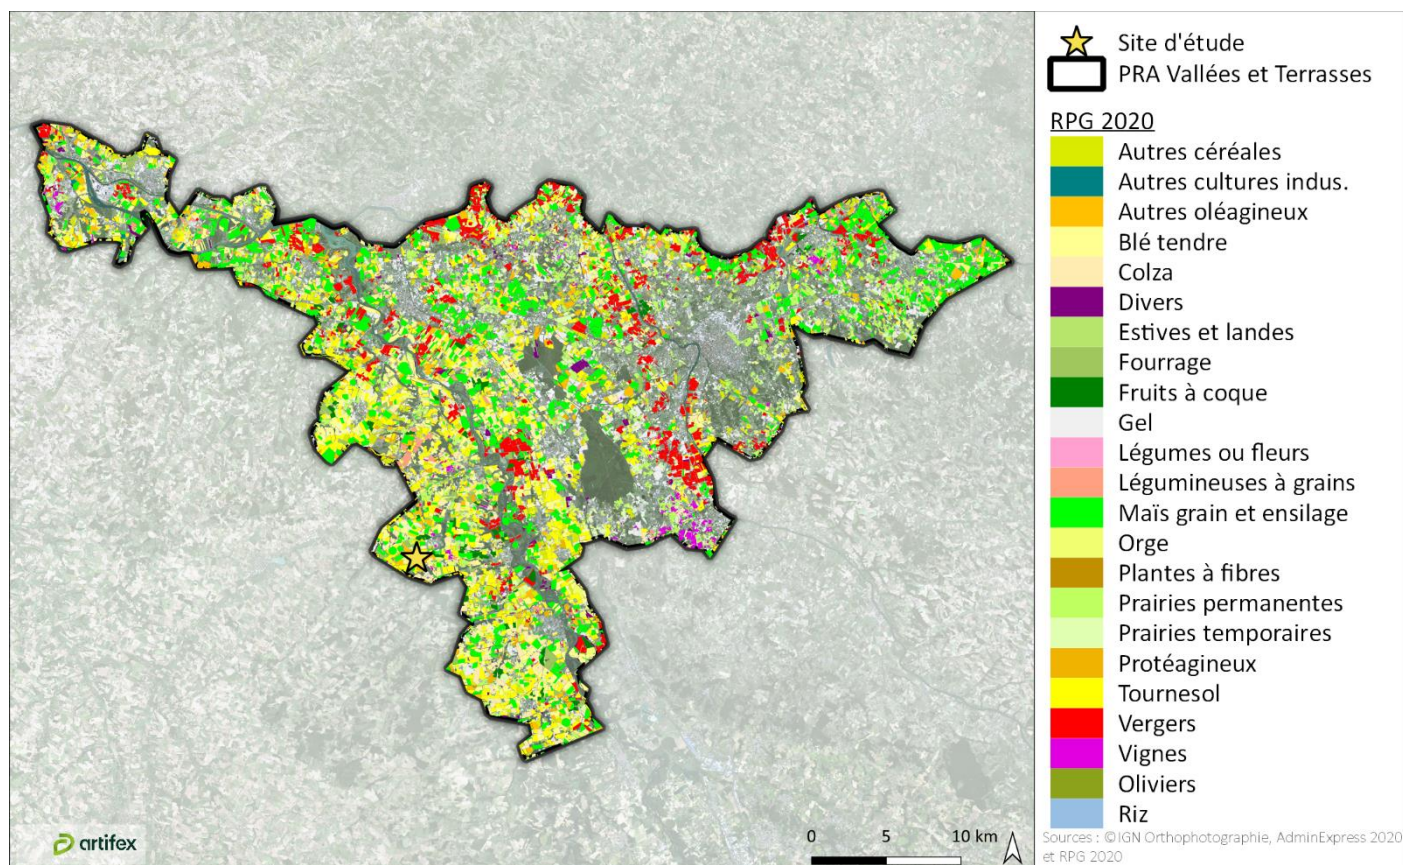 Site d'étude
PRA Vallées et Terrasses
RPG 2020
Autres céréales
Autres cultures indus.
Autres oléagineux
Blé tendre
Colza
Divers
Estives et landes
Fourrage
Fruits à coque
Gel
Légumes ou fleurs
Légumineuses à grains
Maïs grain et ensilage
Orge
Plantes à fibres
Prairies permanentes
Prairies temporaires
Protéagineux
Tournesol
Vergers
Vignes
Oliviers
Riz
artifex
0 5 10 km
Sources : ©IGN Orthophotographie, AdminExpress 2020
et RPG 2020